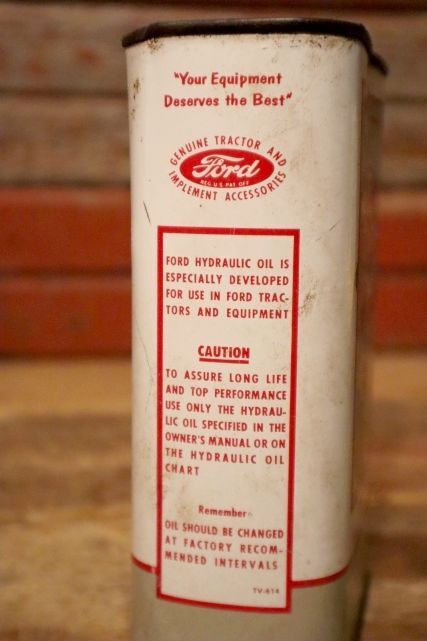 "Your Equipment
Deserves the Best"
GENUINE TRACTOR AND
Ford
REG. U.S. PAT. OFF.
IMPLEMENT ACCESSORIES
FORD HYDRAULIC OIL IS
ESPECIALLY DEVELOPED
FOR USE IN FORD TRAC-
TORS AND EQUIPMENT
CAUTION
TO ASSURE LONG LIFE
AND TOP PERFORMANCE
USE ONLY THE HYDRAU-
LIC OIL SPECIFIED IN THE
OWNER'S MANUAL OR ON
THE HYDRAULIC OIL
CHART
Remember
OIL SHOULD BE CHANGED
AT FACTORY RECOM-
MENDED INTERVALS
TV-614